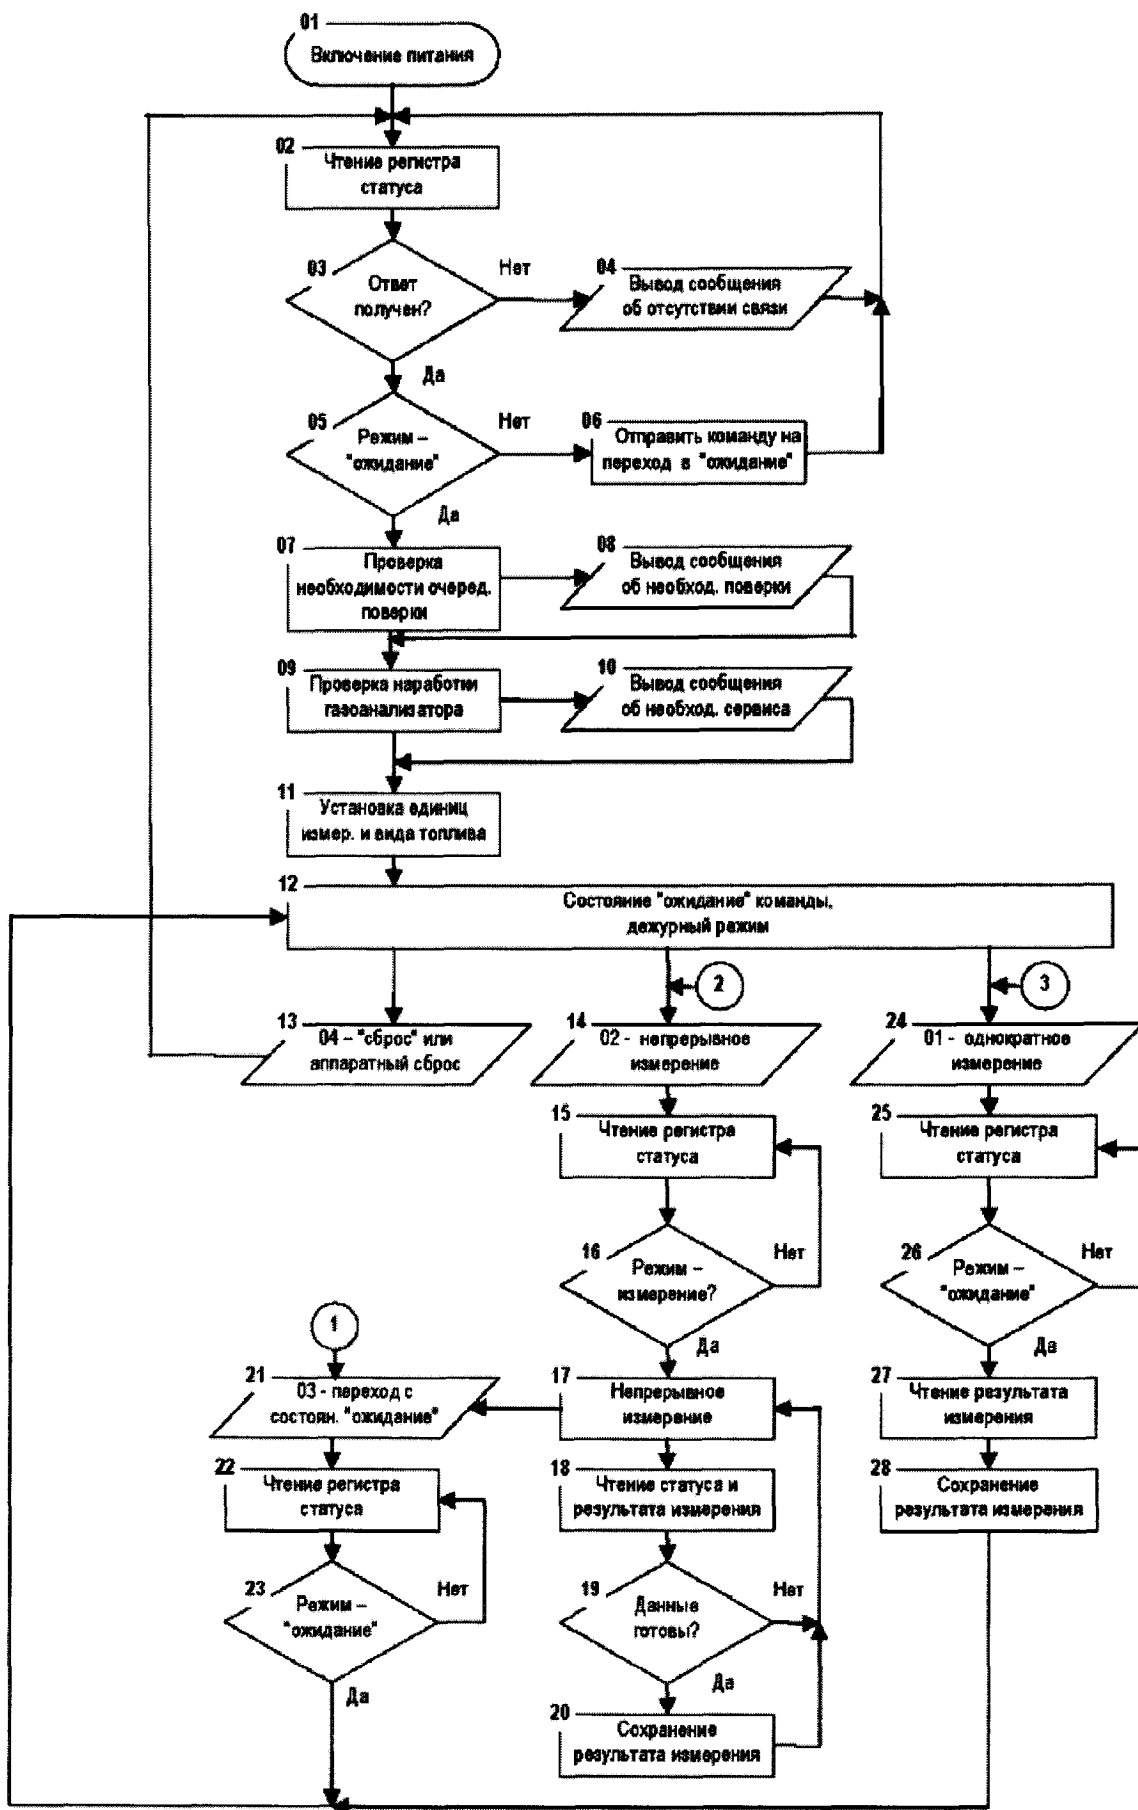 01
Включение питания
02
Чтение регистра
статуса
03
Ответ
получен?
Нет
04
Вывод сообщения
об отсутствии связи
Да
05
Режим –
"ожидание"
Нет
06
Отправить команду на
переход в "ожидание"
Да
07
Проверка
необходимости очеред.
поверки
08
Вывод сообщения
об необход. поверки
09
Проверка наработки
газоанализатора
10
Вывод сообщения
об необход. сервиса
11
Установка единиц
измер. и вида топлива
12
Состояние "ожидание" команды,
дежурный режим
2
3
13
04 – "сброс" или
аппаратный сброс
14
02 - непрерывное
измерение
24
01 - однократное
измерение
15
Чтение регистра
статуса
25
Чтение регистра
статуса
16
Режим –
измерение?
Нет
Да
26
Режим –
"ожидание"
Нет
Да
1
21
03 - переход с
состоян. "ожидание"
17
Непрерывное
измерение
27
Чтение результата
измерения
22
Чтение регистра
статуса
18
Чтение статуса и
результата измерения
28
Сохранение
результата измерения
23
Режим –
"ожидание"
Нет
Да
19
Данные
готовы?
Нет
Да
20
Сохранение
результата измерения